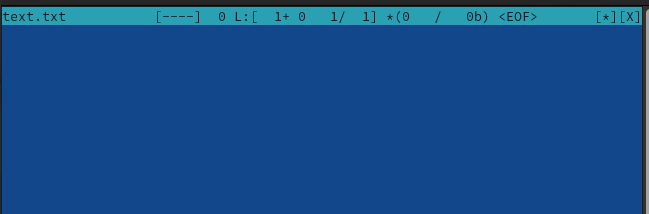 text.txt [----] 0 L:[ 1+ 0 1/ 1] *(0 / 0b) <EOF> [*][X]